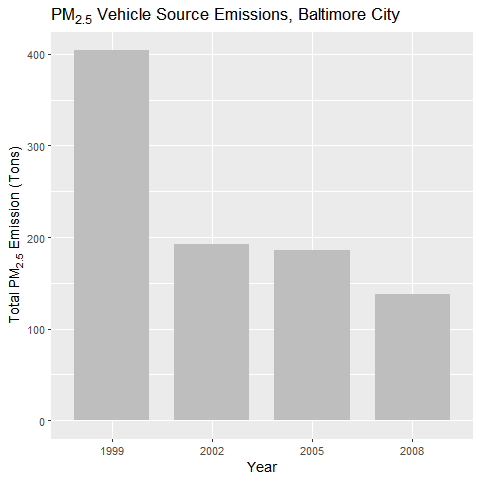 PM2.5 Vehicle Source Emissions, Baltimore City
Total PM2.5 Emission (Tons)
400
300
200
100
0
1999 2002 2005 2008
Year